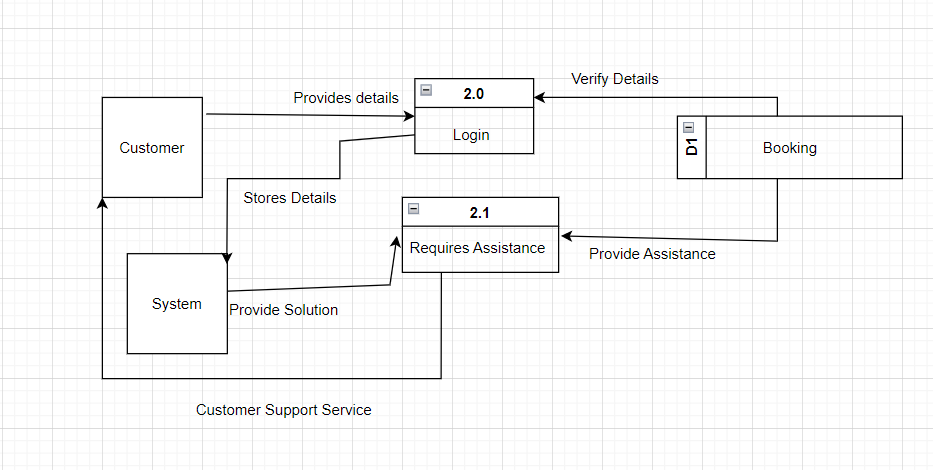 Verify Details
Provides details
2.0
Login
Customer
D1
Booking
Stores Details
2.1
Requires Assistance
Provide Assistance
System
Provide Solution
Customer Support Service